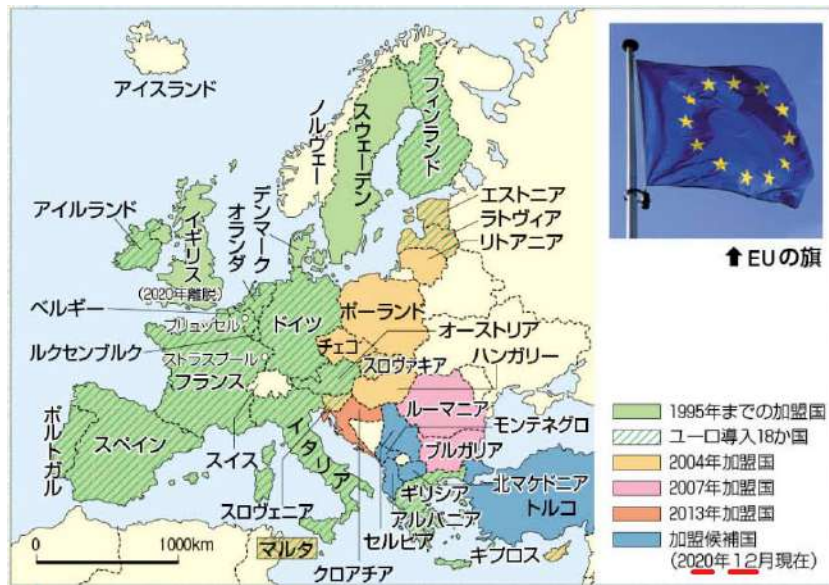 アイスランド
ノルウェー
スウェーデン
フィンランド
エストニア
ラトヴィア
リトアニア
アイルランド
イギリス
(2020年離脱)
デンマーク
オランダ
ベルギー
ブリュッセル
ドイツ
ポーランド
ルクセンブルク
チェコ
オーストリア
ストラスブール
スロヴァキア
ハンガリー
フランス
ルーマニア
ポルトガル
スペイン
スイス
イタリア
モンテネグロ
ブルガリア
スロヴェニア
ギリシア
北マケドニア
トルコ
アルバニア
マルタ
セルビア
キプロス
クロアチア
0 1000km
⬆EUの旗
1995年までの加盟国
ユーロ導入18か国
2004年加盟国
2007年加盟国
2013年加盟国
加盟候補国
(2020年12月現在)